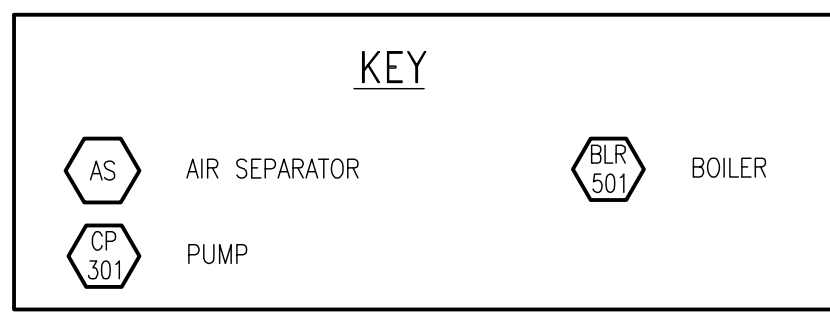 KEY
AS
AIR SEPARATOR
BLR
501
BOILER
CP
301
PUMP